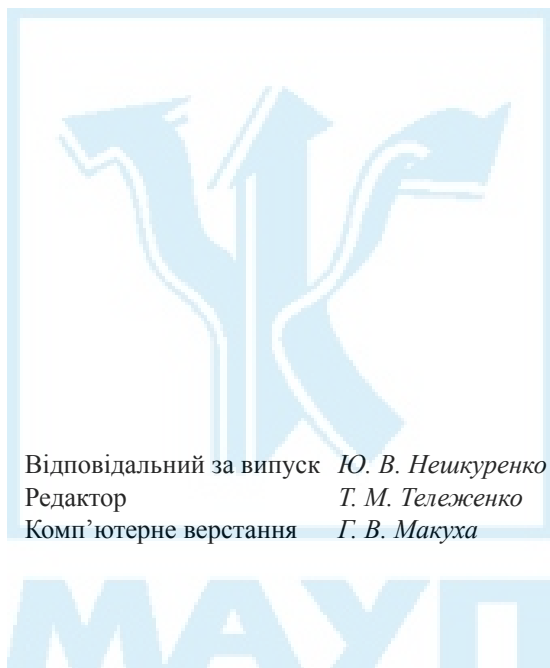 Відповідальний за випуск Ю. В. Нешкуренко
Редактор Т. М. Тележенко
Комп’ютерне верстання Г. В. Макуха
МАУП